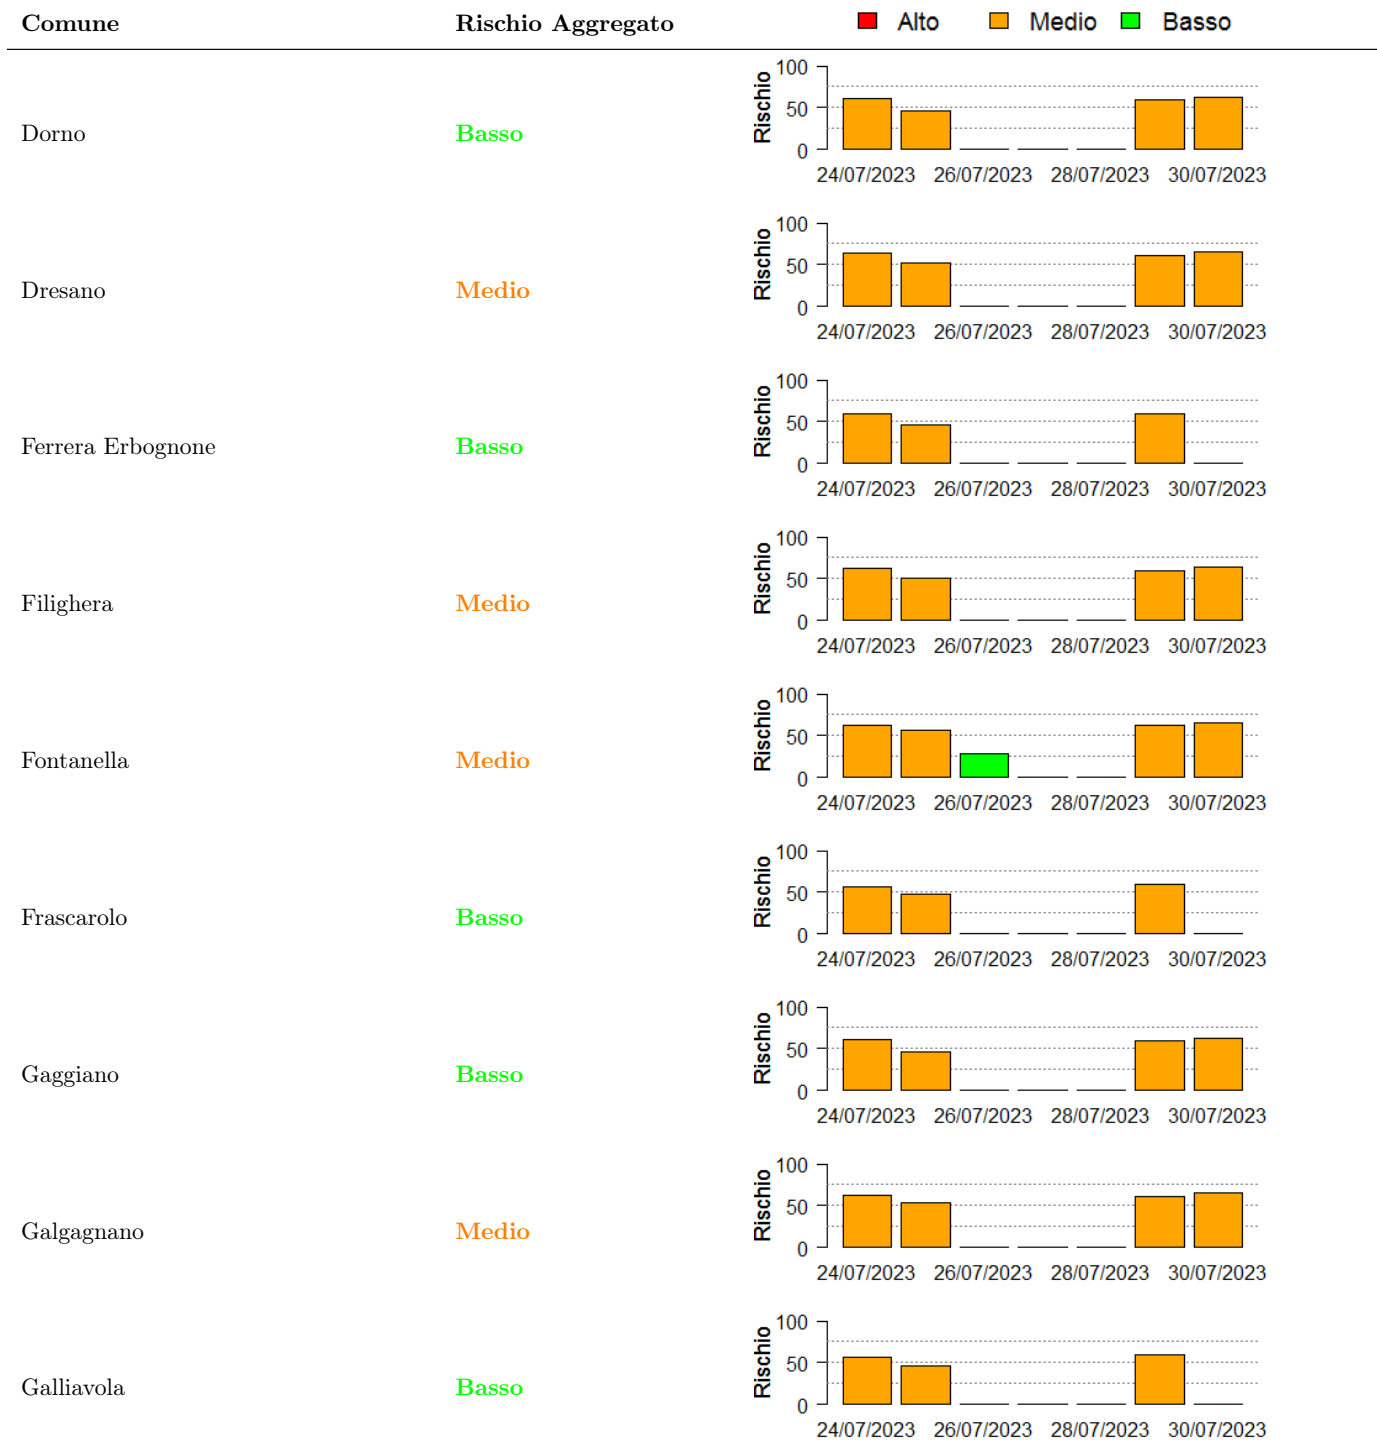 Comune Rischio Aggregato Alto Medio Basso
Dorno Basso Rischio 100 50 0
24/07/2023 26/07/2023 28/07/2023 30/07/2023
Dresano Medio Rischio 100 50 0
24/07/2023 26/07/2023 28/07/2023 30/07/2023
Ferrera Erbognone Basso Rischio 100 50 0
24/07/2023 26/07/2023 28/07/2023 30/07/2023
Filighera Medio Rischio 100 50 0
24/07/2023 26/07/2023 28/07/2023 30/07/2023
Fontanella Medio Rischio 100 50 0
24/07/2023 26/07/2023 28/07/2023 30/07/2023
Frascarolo Basso Rischio 100 50 0
24/07/2023 26/07/2023 28/07/2023 30/07/2023
Gaggiano Basso Rischio 100 50 0
24/07/2023 26/07/2023 28/07/2023 30/07/2023
Galgagnano Medio Rischio 100 50 0
24/07/2023 26/07/2023 28/07/2023 30/07/2023
Galliavola Basso Rischio 100 50 0
24/07/2023 26/07/2023 28/07/2023 30/07/2023